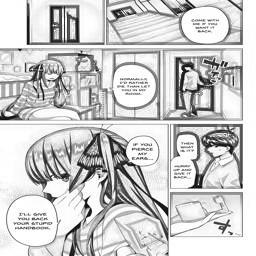 COME WITH
ME IF YOU
WANT IT
BACK.
NORMALLY,
I'D RATHER
DIE THAN LET
YOU IN MY
ROOM.
IF YOU
PIERCE
MY
EARS...
THEN
WHAT
IS IT?
HURRY
UP AND
GIVE IT
BACK...
I'LL GIVE
YOU BACK
YOUR STUPID
HANDBOOK.